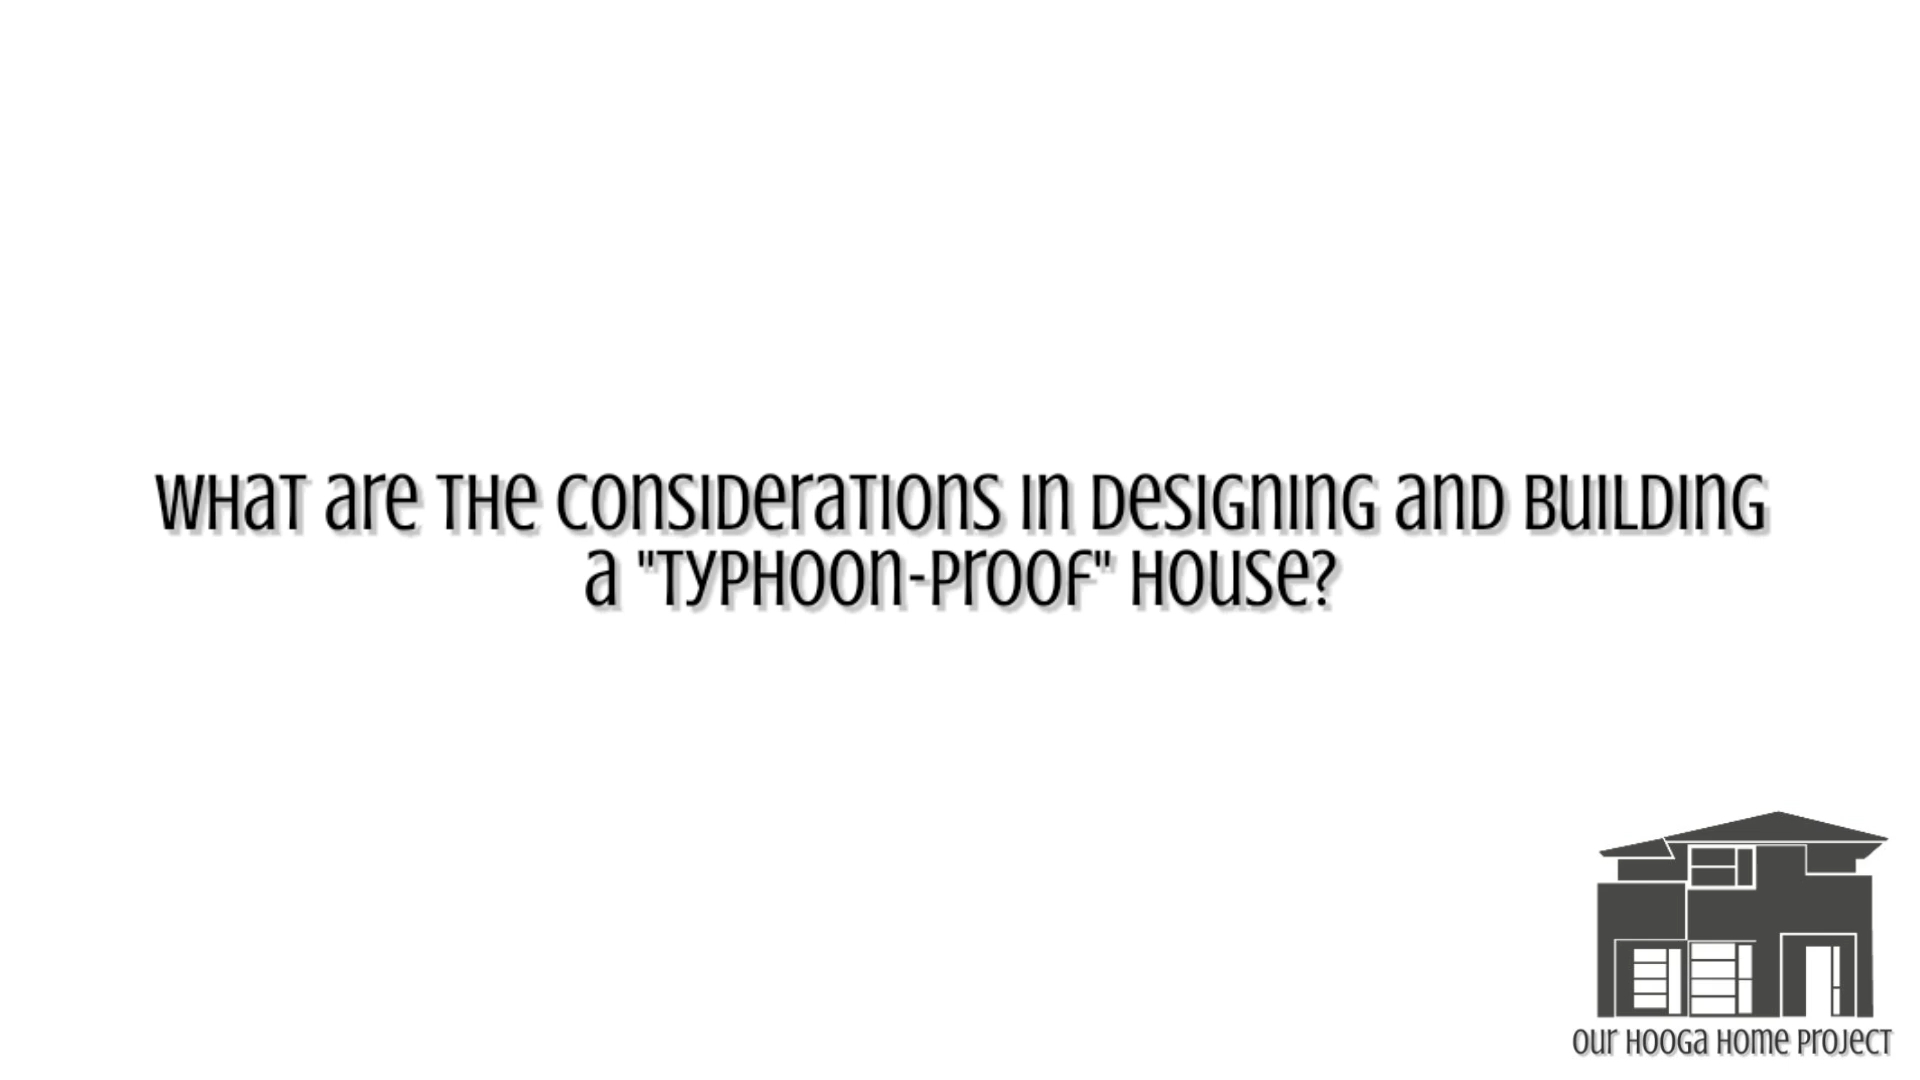 What are the considerations in designing and building
a "typhoon-proof" house?
our Hooga Home Project